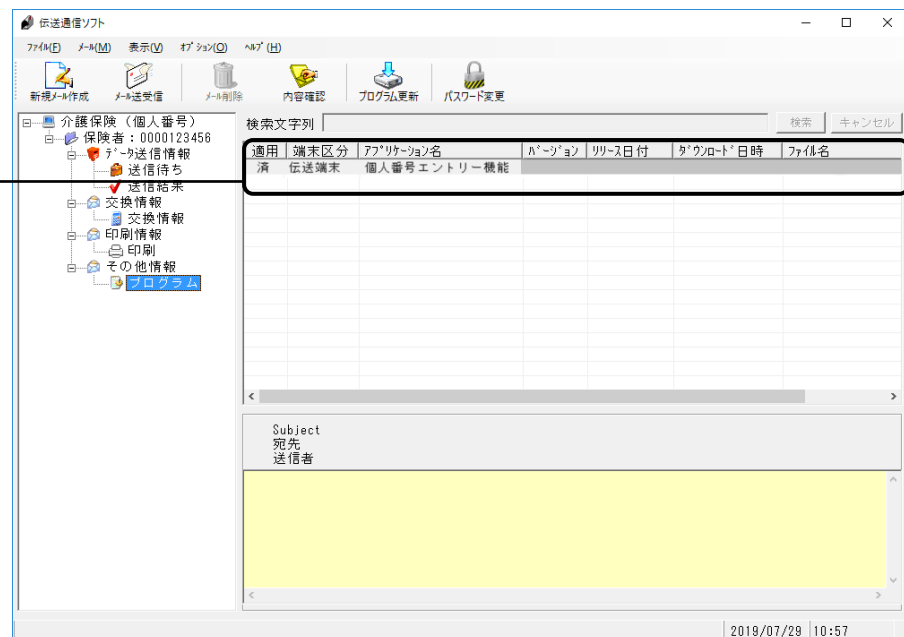 伝送通信ソフト
ファイル(F) メール(M) 表示(V) オプション(O) ヘルプ(H)
新規メール作成 メール送受信 メール削除 内容確認 プログラム更新 パスワード変更
介護保険（個人番号）
保険者：0000123456
データ送信情報
送信待ち
送信結果
交換情報
交換情報
印刷情報
印刷
その他情報
プログラム
検索文字列 検索 キャンセル
適用 端末区分 アプリケーション名 バージョン リリース日付 ダウンロード日時 ファイル名
済 伝送端末 個人番号エントリー機能
Subject
宛先
送信者
2019/07/29 10:57